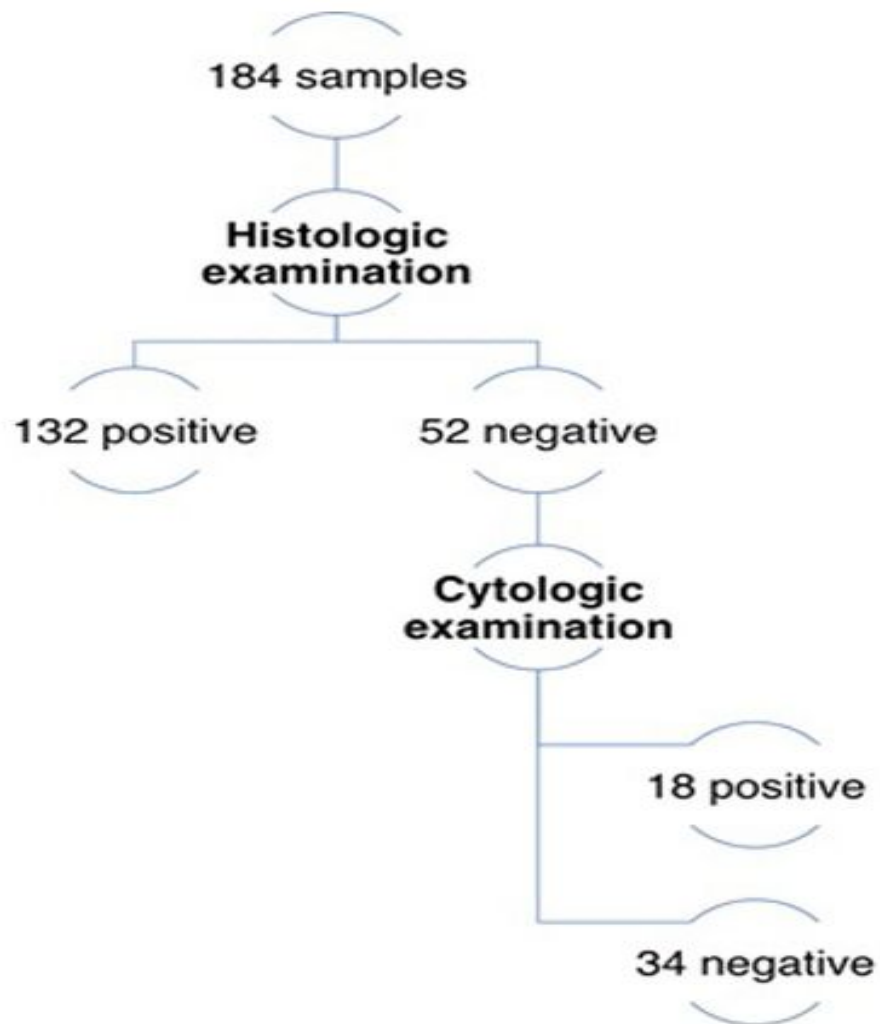 184 samples
Histologic
examination
132 positive
52 negative
Cytologic
examination
18 positive
34 negative